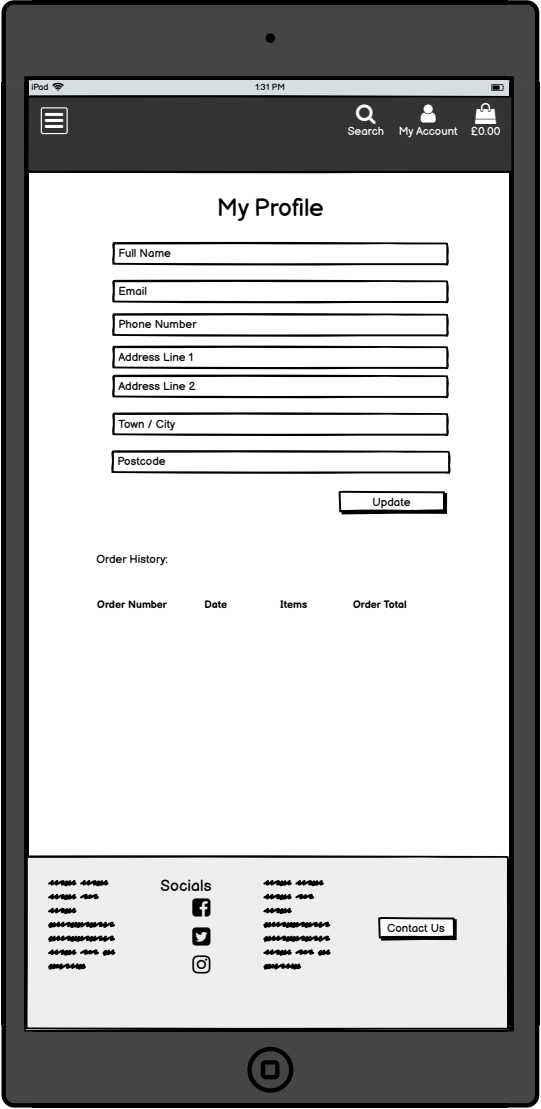 iPad 1:31 PM
Search My Account £0.00
My Profile
Full Name
Email
Phone Number
Address Line 1
Address Line 2
Town / City
Postcode
Update
Order History:
Order Number Date Items Order Total
Socials
Contact Us